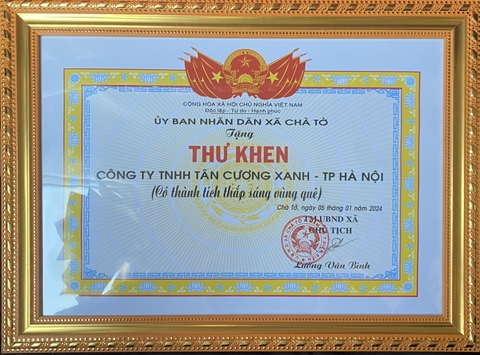 CỘNG HÒA XÃ HỘI CHỦ NGHĨA VIỆT NAM
Độc lập - Tự do - Hạnh phúc
ỦY BAN NHÂN DÂN XÃ CHÀ TỞ
Tặng
THƯ KHEN
CÔNG TY TNHH TÂN CƯƠNG XANH - TP HÀ NỘI
(Có thành tích thắp sáng vùng quê)
Chà Tở, ngày 05 tháng 01 năm 2024
TM.UBND XÃ
CHỦ TỊCH
Lường Văn Bình